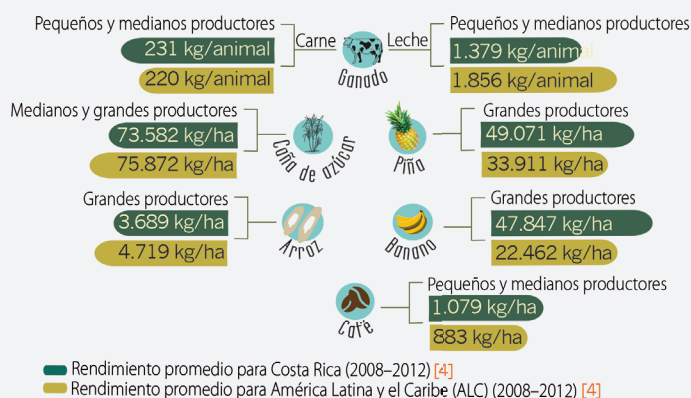 Pequeños y medianos productores
231 kg/animal
220 kg/animal
Carne
Ganado
Leche
Pequeños y medianos productores
1.379 kg/animal
1.856 kg/animal
Medianos y grandes productores
73.582 kg/ha
75.872 kg/ha
Caña de azúcar
Piña
Grandes productores
49.071 kg/ha
33.911 kg/ha
Grandes productores
3.689 kg/ha
4.719 kg/ha
Arroz
Banano
Grandes productores
47.847 kg/ha
22.462 kg/ha
Café
Pequeños y medianos productores
1.079 kg/ha
883 kg/ha
Rendimiento promedio para Costa Rica (2008–2012) [4]
Rendimiento promedio para América Latina y el Caribe (ALC) (2008–2012) [4]